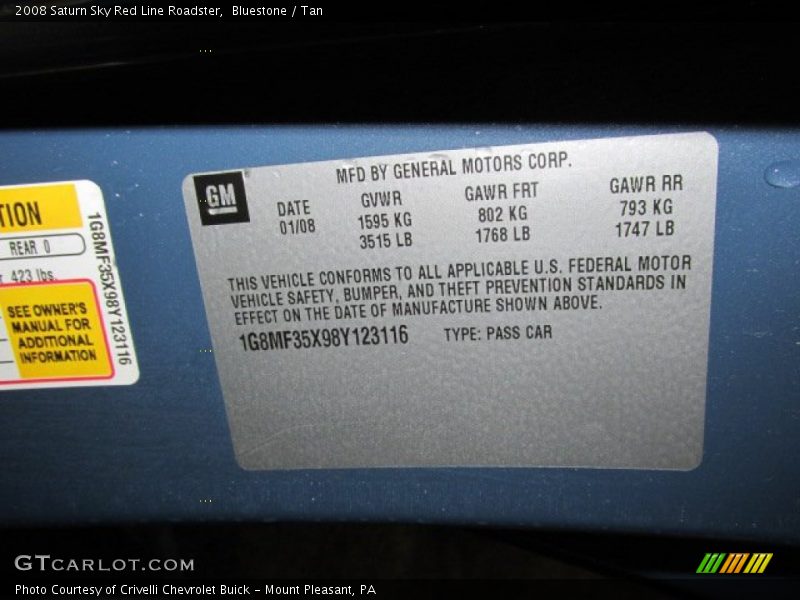 2008 Saturn Sky Red Line Roadster,  Bluestone / Tan
TION
REAR 0
423 lbs.
SEE OWNER'S
MANUAL FOR
ADDITIONAL
INFORMATION
1G8MF35X98Y123116
GM
MFD BY GENERAL MOTORS CORP.
DATE GVWR GAWR FRT GAWR RR
01/08 1595 KG 802 KG 793 KG
3515 LB 1768 LB 1747 LB
THIS VEHICLE CONFORMS TO ALL APPLICABLE U.S. FEDERAL MOTOR
VEHICLE SAFETY, BUMPER, AND THEFT PREVENTION STANDARDS IN
EFFECT ON THE DATE OF MANUFACTURE SHOWN ABOVE.
1G8MF35X98Y123116 TYPE: PASS CAR
GTCARLOT.COM
Photo Courtesy of Crivelli Chevrolet Buick - Mount Pleasant, PA